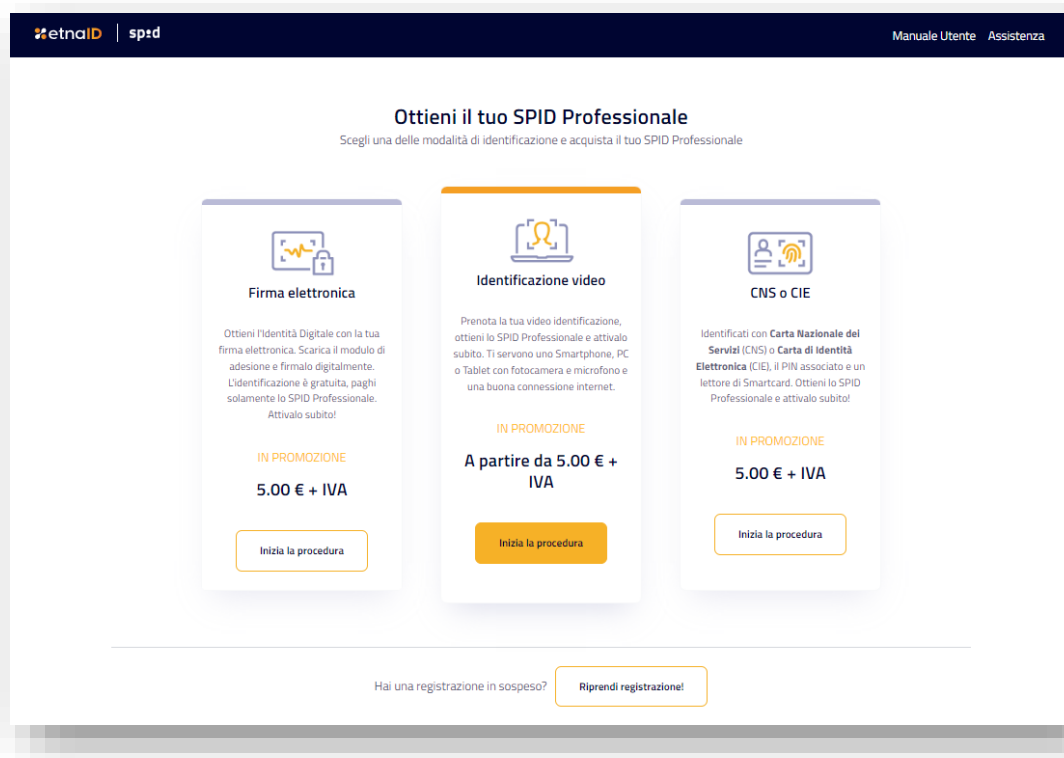 etnaID spid
Manuale Utente Assistenza
Ottieni il tuo SPID Professionale
Scegli una delle modalità di identificazione e acquista il tuo SPID Professionale
Firma elettronica
Ottieni l'Identità Digitale con la tua
firma elettronica. Scarica il modulo di
adesione e firmalo digitalmente.
L'identificazione è gratuita, paghi
solamente lo SPID Professionale.
Attivalo subito!
IN PROMOZIONE
5.00 € + IVA
Inizia la procedura
Identificazione video
Prenota la tua video identificazione,
ottieni lo SPID Professionale e attivalo
subito. Ti servono uno Smartphone, PC
o Tablet con fotocamera e microfono e
una buona connessione internet.
IN PROMOZIONE
A partire da 5.00 € +
IVA
Inizia la procedura
CNS o CIE
Identificati con Carta Nazionale dei
Servizi (CNS) o Carta di Identità
Elettronica (CIE), il PIN associato e un
lettore di Smartcard. Ottieni lo SPID
Professionale e attivalo subito!
IN PROMOZIONE
5.00 € + IVA
Inizia la procedura
Hai una registrazione in sospeso?
Riprendi registrazione!